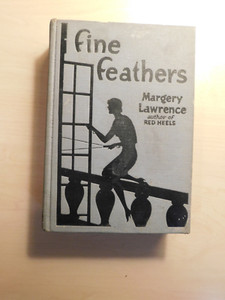 fine
feathers
Margery
Lawrence
author of
RED HEELS